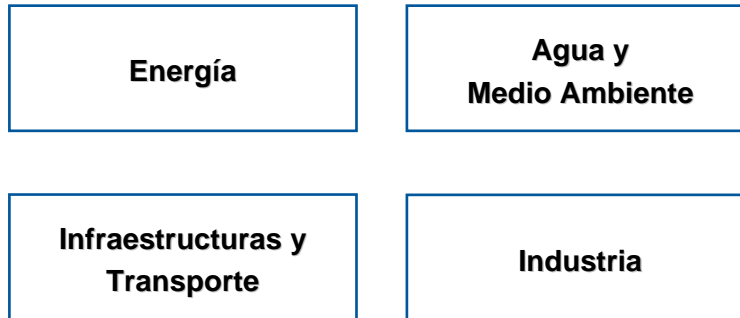 Energía
Agua y
Medio Ambiente
Infraestructuras y
Transporte
Industria